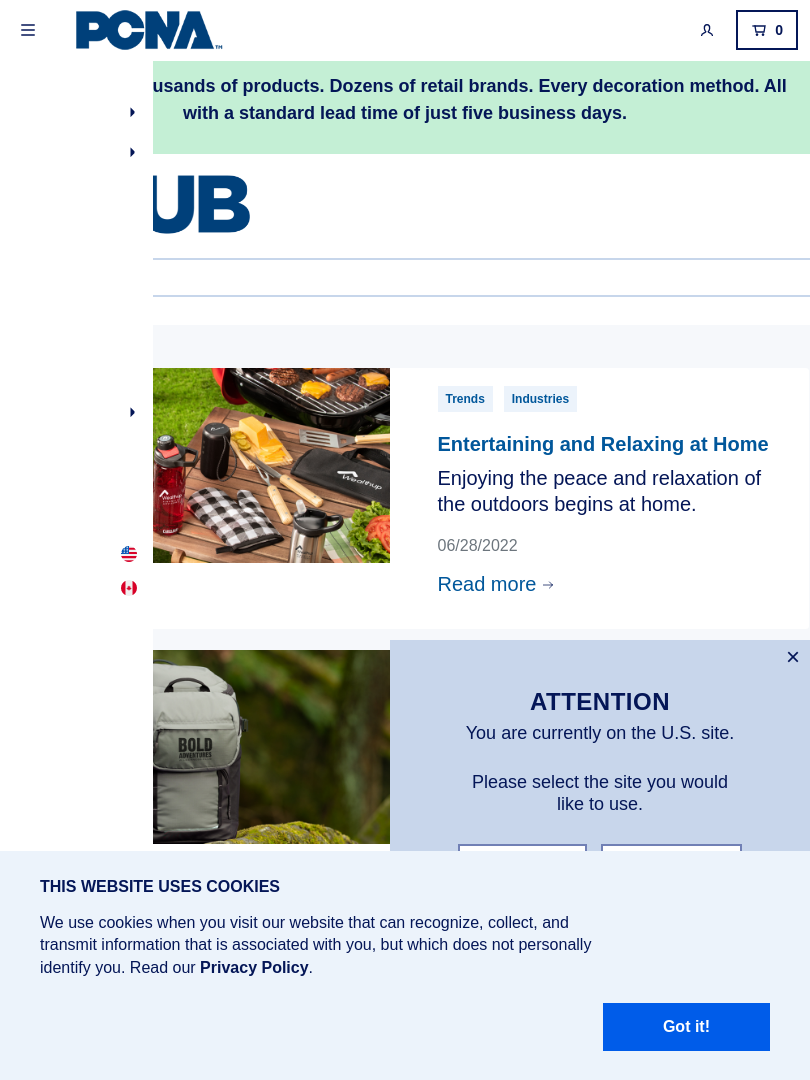 PCNA
0
usands of products. Dozens of retail brands. Every decoration method. All
with a standard lead time of just five business days.
UB
Trends
Industries
Entertaining and Relaxing at Home
Enjoying the peace and relaxation of
the outdoors begins at home.
06/28/2022
Read more
Wealthup
Wealthup
BOLD
ADVENTURES
ATTENTION
You are currently on the U.S. site.
Please select the site you would
like to use.
THIS WEBSITE USES COOKIES
We use cookies when you visit our website that can recognize, collect, and
transmit information that is associated with you, but which does not personally
identify you. Read our Privacy Policy.
Got it!